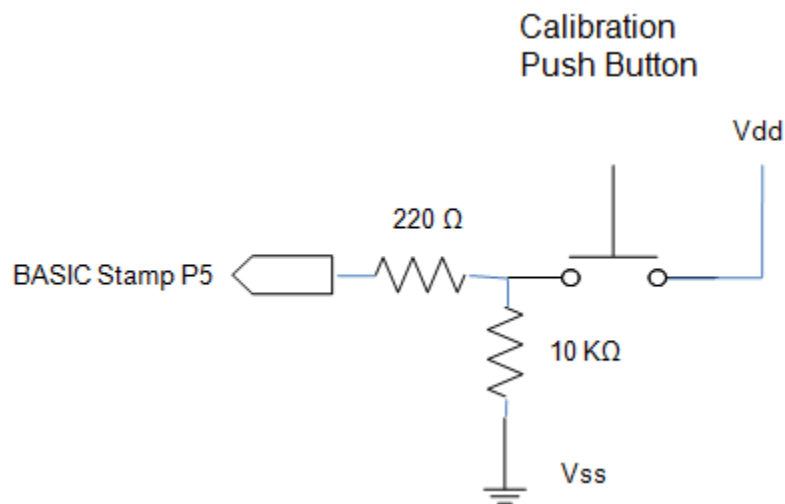 Calibration
Push Button
Vdd
220 Ω
BASIC Stamp P5
10 KΩ
Vss